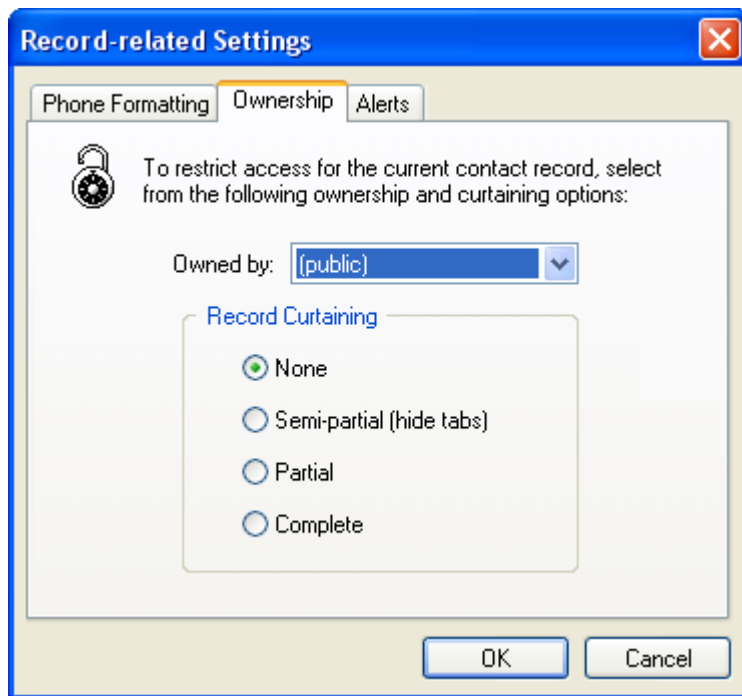 Record-related Settings
Phone Formatting Ownership Alerts
To restrict access for the current contact record, select
from the following ownership and curtaining options:
Owned by: (public)
Record Curtaining
None
Semi-partial (hide tabs)
Partial
Complete
OK Cancel